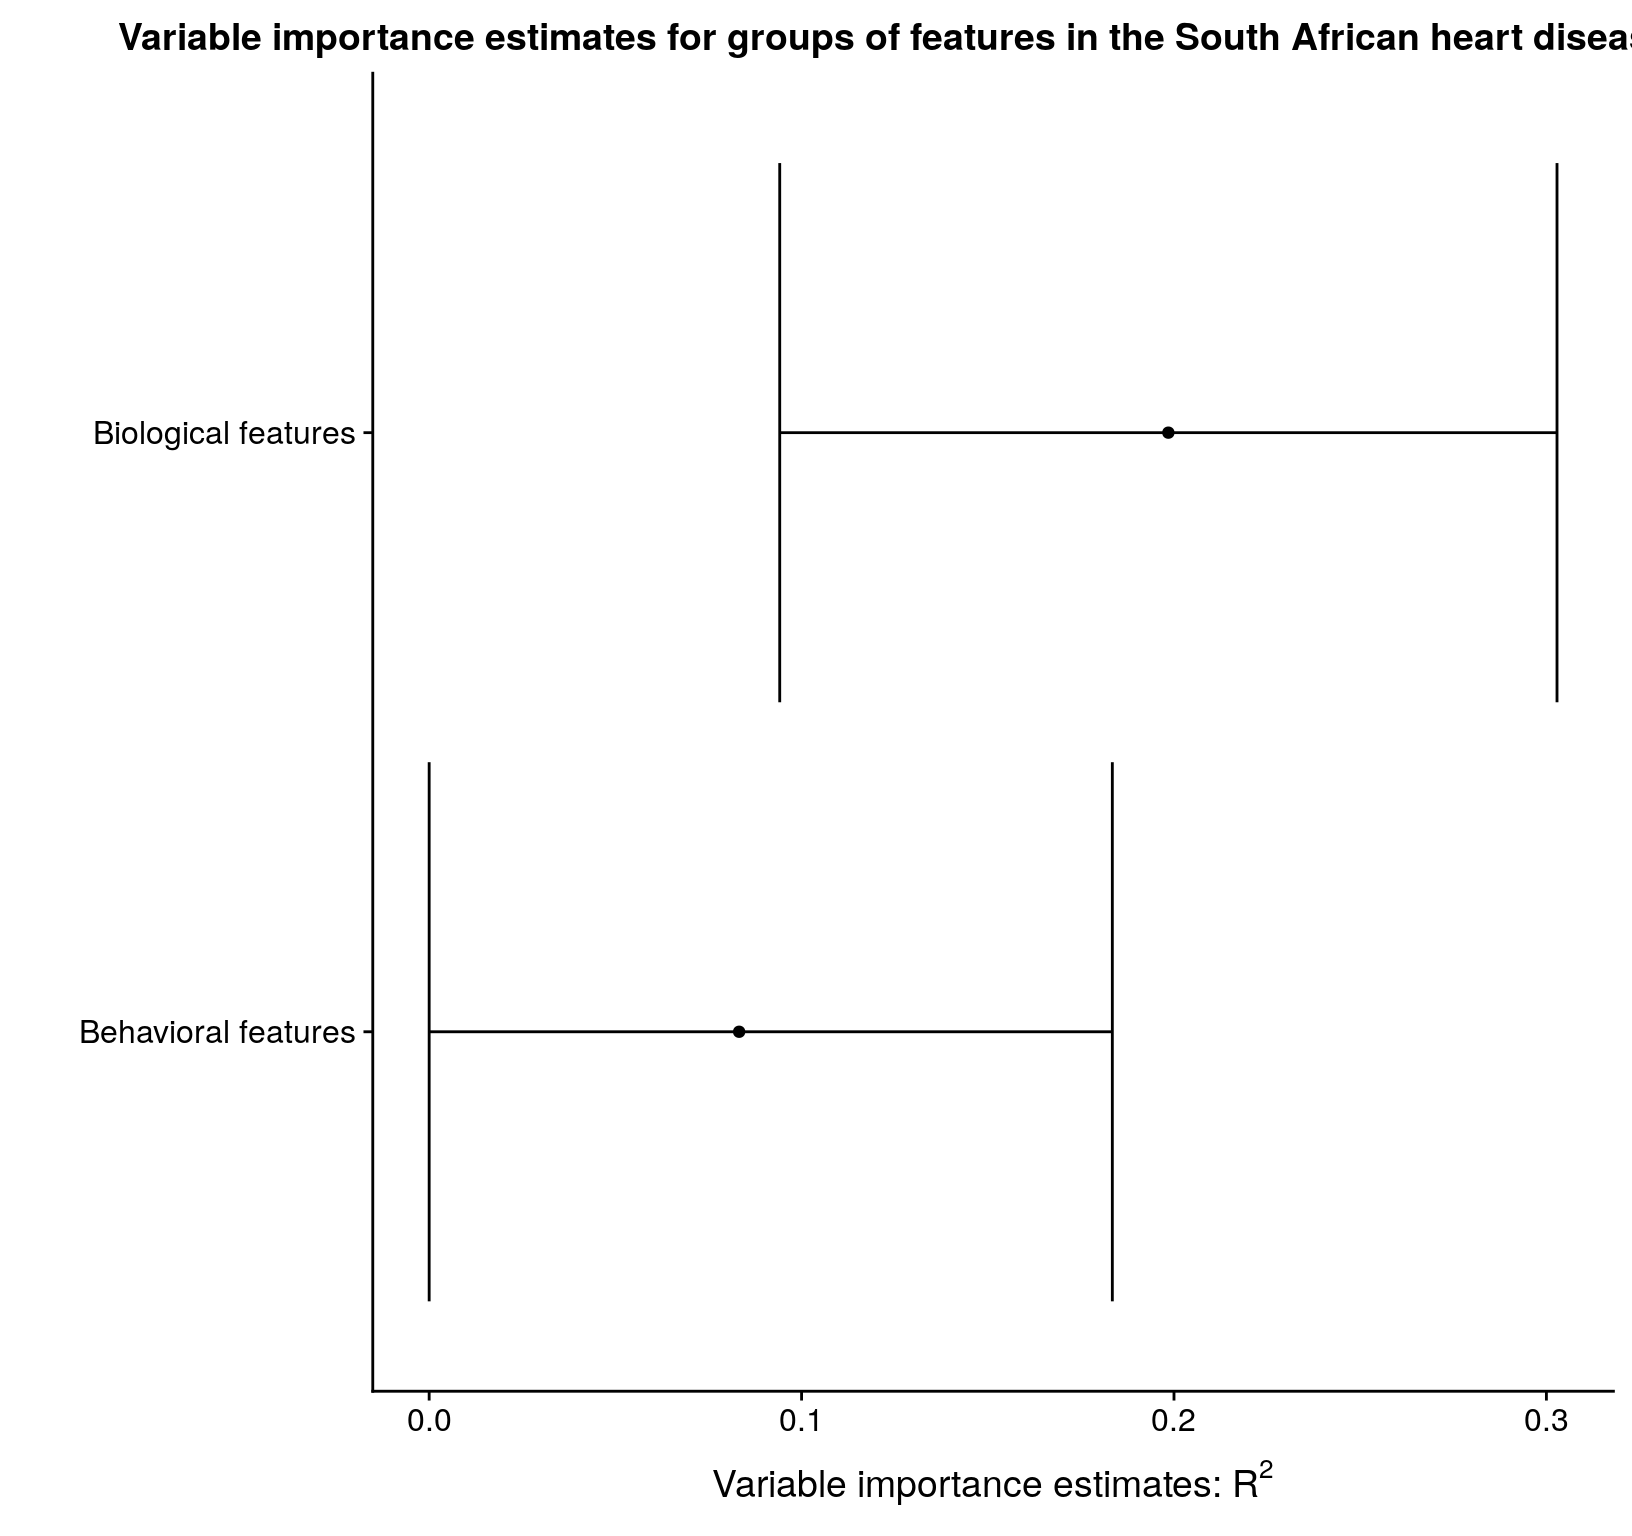 Variable importance estimates for groups of features in the South African heart
Biological features
Behavioral features
0.0 0.1 0.2 0.3
Variable importance estimates: R²